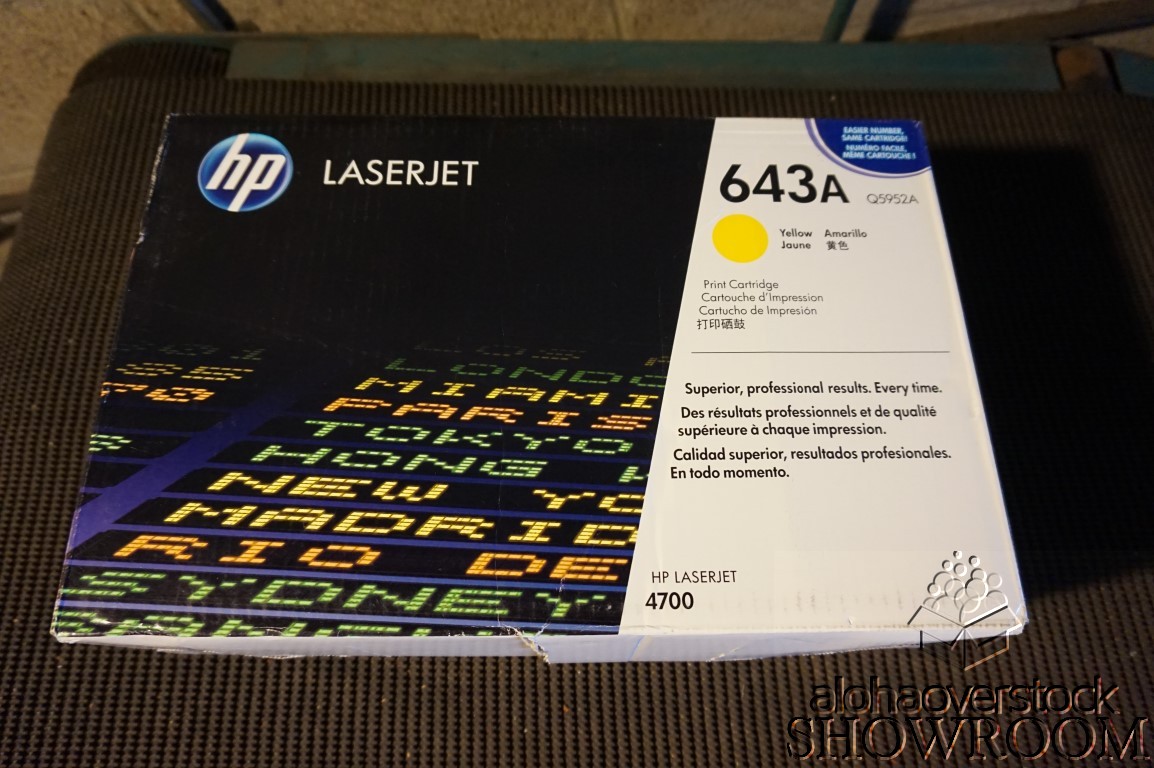 hp LASERJET
EASIER NUMBER,
SAME CARTRIDGE!
NUMÉRO FACILE,
MÊME CARTOUCHE!
643A Q5952A
Yellow Amarillo
Jaune 黄色
Print Cartridge
Cartouche d'Impression
Cartucho de Impresión
打印硒鼓
Superior, professional results. Every time.
Des résultats professionnels et de qualité
supérieure à chaque impression.
Calidad superior, resultados profesionales.
En todo momento.
LONDO
MIAMI
PARIS
TOKYO
HONG K
NEW YO
MADRID
RIO DE
SYDNEY
HP LASERJET
4700
alohaoverstock
SHOWROOM